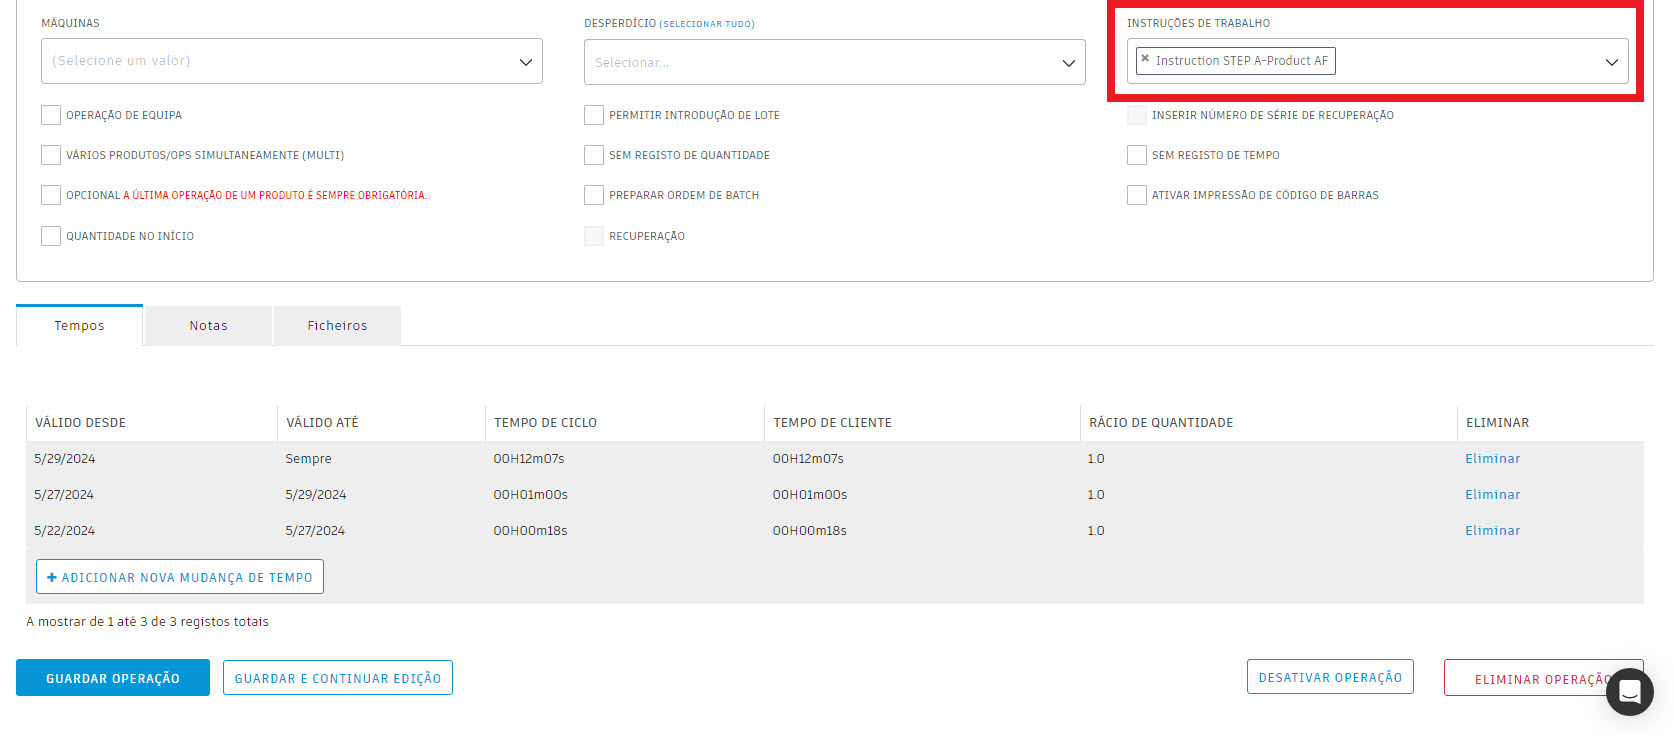 MÁQUINAS
(Selecione um valor)
DESPERDÍCIO (SELECIONAR TUDO)
Selecionar...
INSTRUÇÕES DE TRABALHO
× Instruction STEP A-Product AF
OPERAÇÃO DE EQUIPA
PERMITIR INTRODUÇÃO DE LOTE
INSERIR NÚMERO DE SÉRIE DE RECUPERAÇÃO
VÁRIOS PRODUTOS/OPS SIMULTANEAMENTE (MULTI)
SEM REGISTO DE QUANTIDADE
SEM REGISTO DE TEMPO
OPCIONAL A ÚLTIMA OPERAÇÃO DE UM PRODUTO É SEMPRE OBRIGATÓRIA.
PREPARAR ORDEM DE BATCH
ATIVAR IMPRESSÃO DE CÓDIGO DE BARRAS
QUANTIDADE NO INÍCIO
RECUPERAÇÃO
Tempos Notas Ficheiros
VÁLIDO DESDE VÁLIDO ATÉ TEMPO DE CICLO TEMPO DE CLIENTE RÁCIO DE QUANTIDADE ELIMINAR
5/29/2024 Sempre 00H12m07s 00H12m07s 1.0 Eliminar
5/27/2024 5/29/2024 00H01m00s 00H01m00s 1.0 Eliminar
5/22/2024 5/27/2024 00H00m18s 00H00m18s 1.0 Eliminar
+ ADICIONAR NOVA MUDANÇA DE TEMPO
A mostrar de 1 até 3 de 3 registos totais
GUARDAR OPERAÇÃO
GUARDAR E CONTINUAR EDIÇÃO
DESATIVAR OPERAÇÃO
ELIMINAR OPERAÇÃO